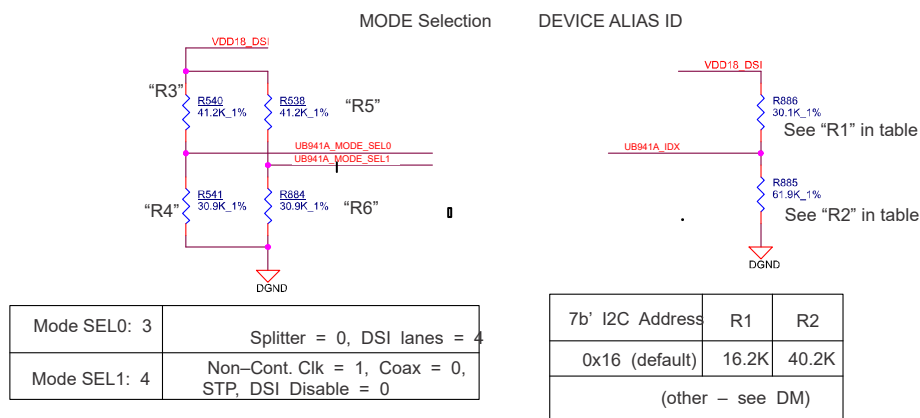 MODE Selection DEVICE ALIAS ID
VDD18_DSI
"R3"
R540
41.2K_1%
R538
41.2K_1%
"R5"
UB941A_MODE_SEL0
UB941A_MODE_SEL1
"R4"
R541
30.9K_1%
R884
30.9K_1%
"R6"
DGND
VDD18_DSI
R886
30.1K_1%
See "R1" in table
UB941A_IDX
R885
61.9K_1%
See "R2" in table
DGND
Mode SEL0: 3 Splitter = 0, DSI lanes = 4
Mode SEL1: 4 Non–Cont. Clk = 1, Coax = 0,
STP, DSI Disable = 0
7b' I2C Address R1 R2
0x16 (default) 16.2K 40.2K
(other – see DM)